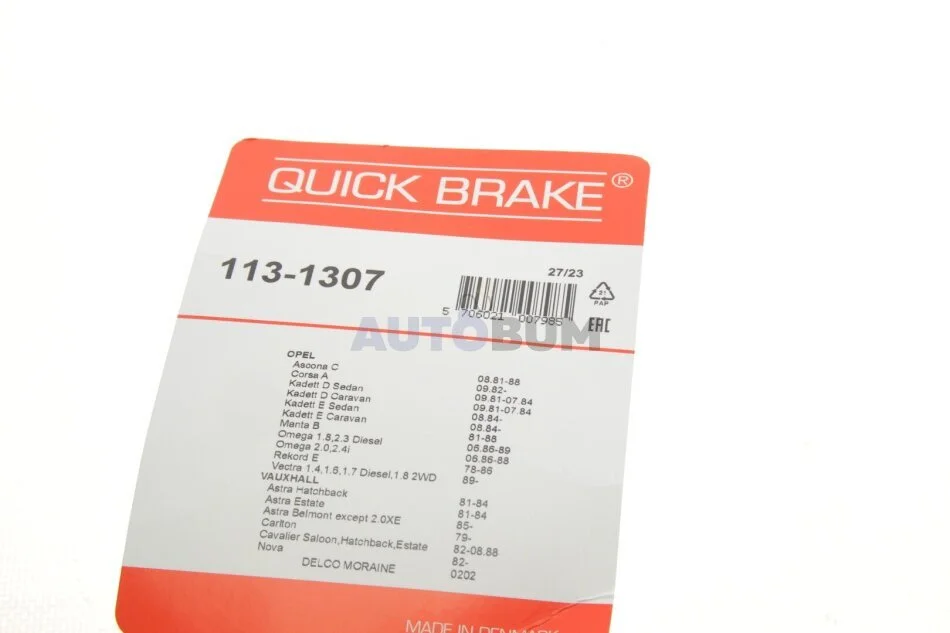 QUICK BRAKE®
113-1307
27/23
5 706021 007985
21
PAP
EAC
AUTOBUM
OPEL
Ascona C 08.81-88
Corsa A 09.82-
Kadett D Sedan 09.81-07.84
Kadett D Caravan 09.81-07.84
Kadett E Sedan 08.84-
Kadett E Caravan 08.84-
Manta B 81-88
Omega 1.8,2.3 Diesel 06.86-89
Omega 2.0,2.4i 06.86-88
Rekord E 78-86
Vectra 1.4,1.6,1.7 Diesel,1.8 2WD 89-
VAUXHALL
Astra Hatchback 81-84
Astra Estate 81-84
Astra Belmont except 2.0XE 85-
Carlton 79-
Cavalier Saloon,Hatchback,Estate 82-08.88
Nova 82-
DELCO MORAINE 0202
MADE IN DENMARK